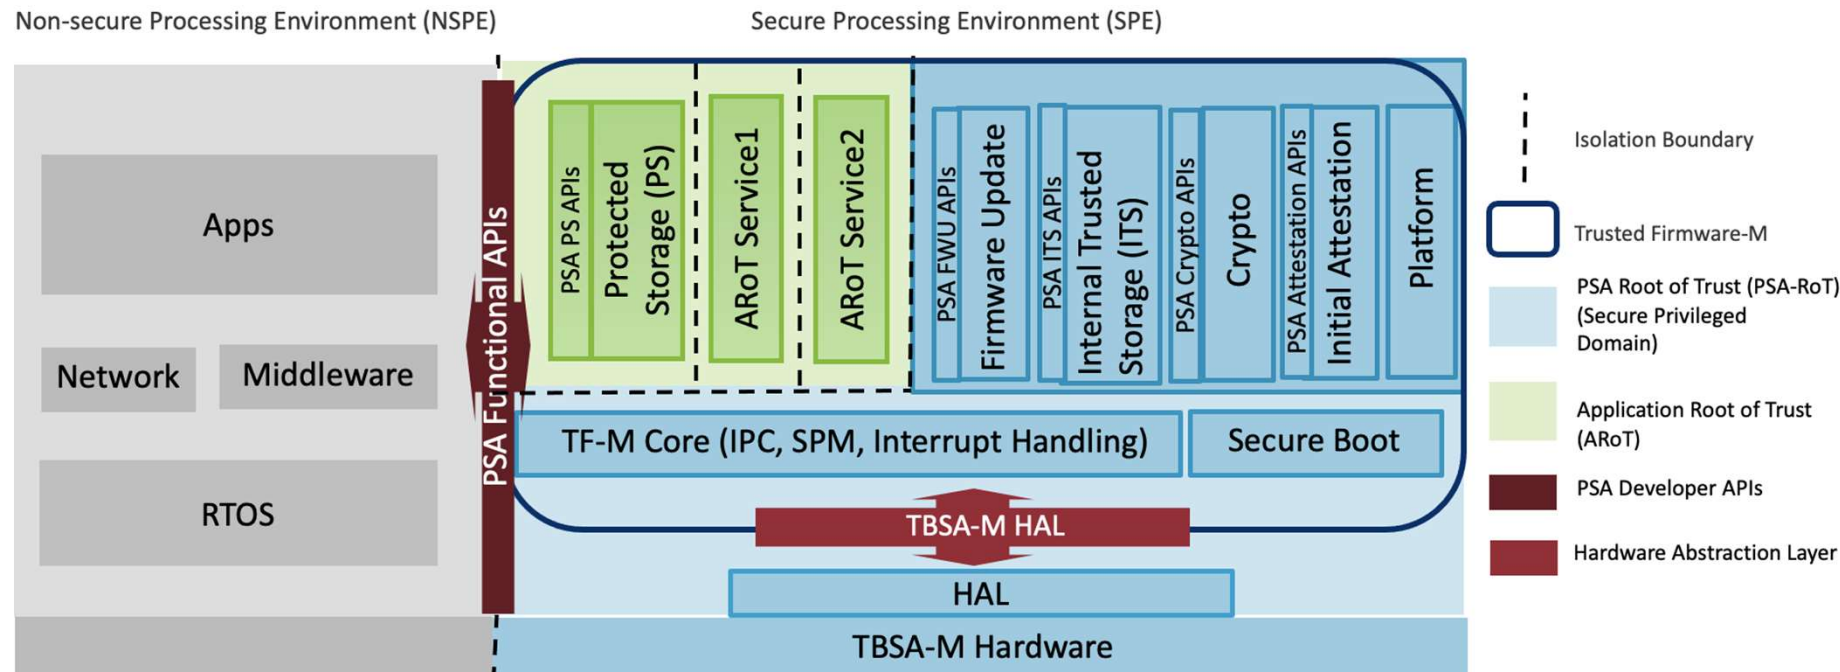 Non-secure Processing Environment (NSPE)
Secure Processing Environment (SPE)
Apps
Network
Middleware
RTOS
PSA Functional APIs
PSA PS APIs
Protected
Storage (PS)
ARoT Service1
ARoT Service2
PSA FWU APIs
Firmware Update
PSA ITS APIs
Internal Trusted
Storage (ITS)
PSA Crypto APIs
Crypto
PSA Attestation APIs
Initial Attestation
Platform
TF-M Core (IPC, SPM, Interrupt Handling)
Secure Boot
TBSA-M HAL
HAL
TBSA-M Hardware
Isolation Boundary
Trusted Firmware-M
PSA Root of Trust (PSA-RoT)
(Secure Privileged
Domain)
Application Root of Trust
(ARoT)
PSA Developer APIs
Hardware Abstraction Layer